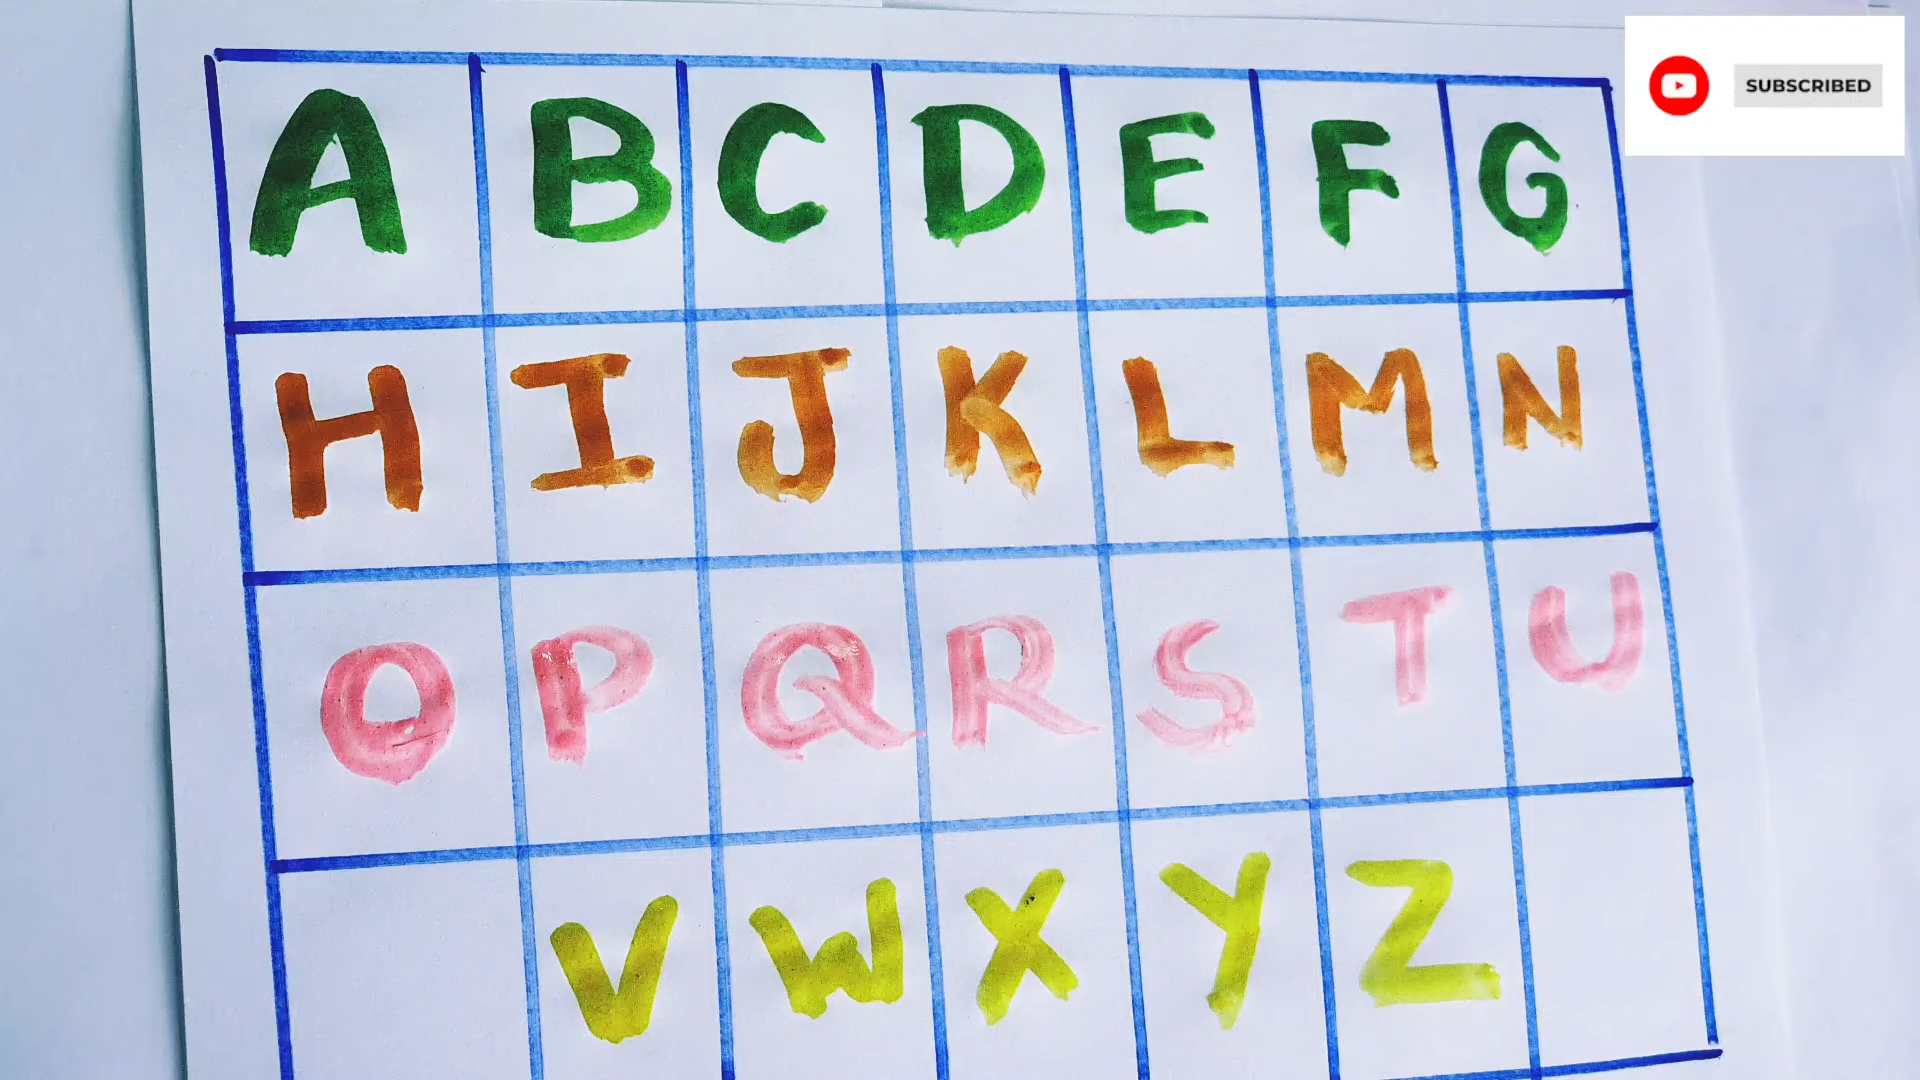 A B C D E F G
H I J K L M N
O P Q R S T U
V W X Y Z
SUBSCRIBED